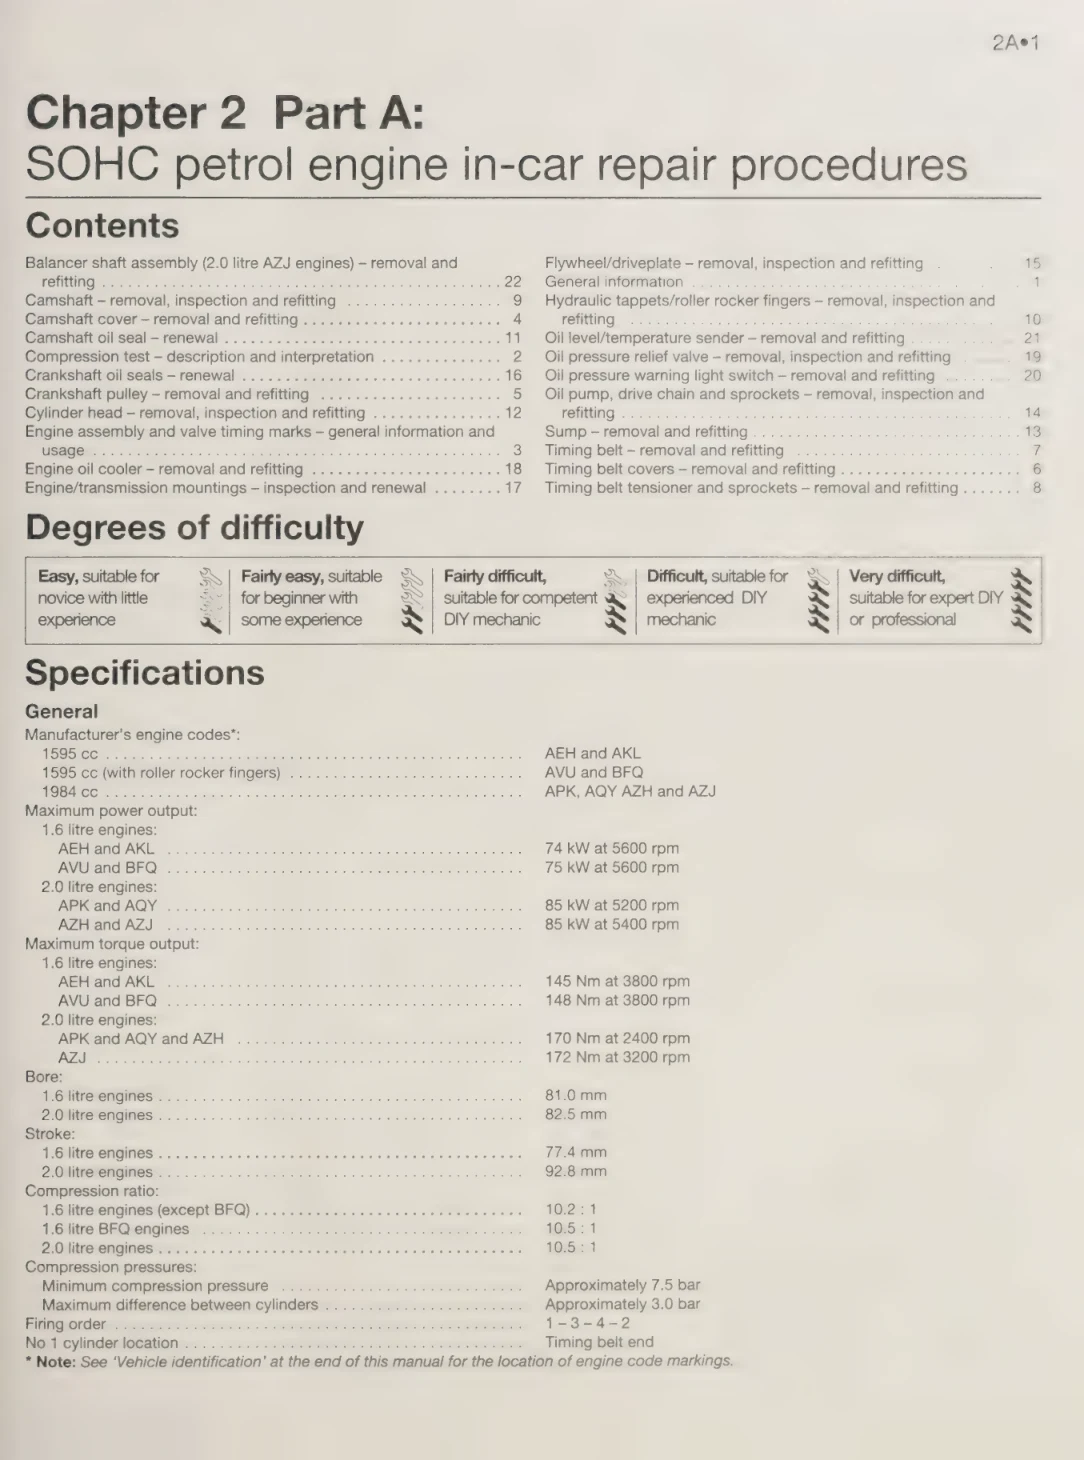 2A•1
Chapter 2 Part A:
SOHC petrol engine in-car repair procedures
Contents
Balancer shaft assembly (2.0 litre AZJ engines) – removal and
refitting . . . . . . . . . . . . . . . . . . . . . . . . . . . . . . 22
Camshaft – removal, inspection and refitting . . . . . . . . . . . . 9
Camshaft cover – removal and refitting . . . . . . . . . . . . . . . 4
Camshaft oil seal – renewal . . . . . . . . . . . . . . . . . . . . 11
Compression test – description and interpretation . . . . . . . . . 2
Crankshaft oil seals – renewal . . . . . . . . . . . . . . . . . . 16
Crankshaft pulley – removal and refitting . . . . . . . . . . . . . 5
Cylinder head – removal, inspection and refitting . . . . . . . . . 12
Engine assembly and valve timing marks – general information and
usage . . . . . . . . . . . . . . . . . . . . . . . . . . . . . . . 3
Engine oil cooler – removal and refitting . . . . . . . . . . . . . 18
Engine/transmission mountings – inspection and renewal . . . . . . 17
Flywheel/driveplate – removal, inspection and refitting . . 15
General information . . . . . . . . . . . . . . . . . . . . . . . 1
Hydraulic tappets/roller rocker fingers – removal, inspection and
refitting . . . . . . . . . . . . . . . . . . . . . . . . . . . . 10
Oil level/temperature sender – removal and refitting . . . . . . . 21
Oil pressure relief valve – removal, inspection and refitting . . . 19
Oil pressure warning light switch – removal and refitting . . . . . 20
Oil pump, drive chain and sprockets – removal, inspection and
refitting . . . . . . . . . . . . . . . . . . . . . . . . . . . . 14
Sump – removal and refitting . . . . . . . . . . . . . . . . . . . 13
Timing belt – removal and refitting . . . . . . . . . . . . . . . . 7
Timing belt covers – removal and refitting . . . . . . . . . . . . 6
Timing belt tensioner and sprockets – removal and refitting . . . . 8
Degrees of difficulty
Easy, suitable for
novice with little
experience
Fairly easy, suitable
for beginner with
some experience
Fairly difficult,
suitable for competent
DIY mechanic
Difficult, suitable for
experienced DIY
mechanic
Very difficult,
suitable for expert DIY
or professional
Specifications
General
Manufacturer's engine codes*:
1595 cc . . . . . . . . . . . . . . . . . . . . AEH and AKL
1595 cc (with roller rocker fingers) . . . . . . AVU and BFQ
1984 cc . . . . . . . . . . . . . . . . . . . . APK, AQY AZH and AZJ
Maximum power output:
1.6 litre engines:
AEH and AKL . . . . . . . . . . . . . . . . . . 74 kW at 5600 rpm
AVU and BFQ . . . . . . . . . . . . . . . . . . 75 kW at 5600 rpm
2.0 litre engines:
APK and AQY . . . . . . . . . . . . . . . . . . 85 kW at 5200 rpm
AZH and AZJ . . . . . . . . . . . . . . . . . . 85 kW at 5400 rpm
Maximum torque output:
1.6 litre engines:
AEH and AKL . . . . . . . . . . . . . . . . . . 145 Nm at 3800 rpm
AVU and BFQ . . . . . . . . . . . . . . . . . . 148 Nm at 3800 rpm
2.0 litre engines:
APK and AQY and AZH . . . . . . . . . . . . . . 170 Nm at 2400 rpm
AZJ . . . . . . . . . . . . . . . . . . . . . . 172 Nm at 3200 rpm
Bore:
1.6 litre engines . . . . . . . . . . . . . . . 81.0 mm
2.0 litre engines . . . . . . . . . . . . . . . 82.5 mm
Stroke:
1.6 litre engines . . . . . . . . . . . . . . . 77.4 mm
2.0 litre engines . . . . . . . . . . . . . . . 92.8 mm
Compression ratio:
1.6 litre engines (except BFQ) . . . . . . . . . 10.2 : 1
1.6 litre BFQ engines . . . . . . . . . . . . . 10.5 : 1
2.0 litre engines . . . . . . . . . . . . . . . 10.5 : 1
Compression pressures:
Minimum compression pressure . . . . . . . . . . Approximately 7.5 bar
Maximum difference between cylinders . . . . . . Approximately 3.0 bar
Firing order . . . . . . . . . . . . . . . . . . 1 – 3 – 4 – 2
No 1 cylinder location . . . . . . . . . . . . . Timing belt end
* Note: See 'Vehicle identification' at the end of this manual for the location of engine code markings.